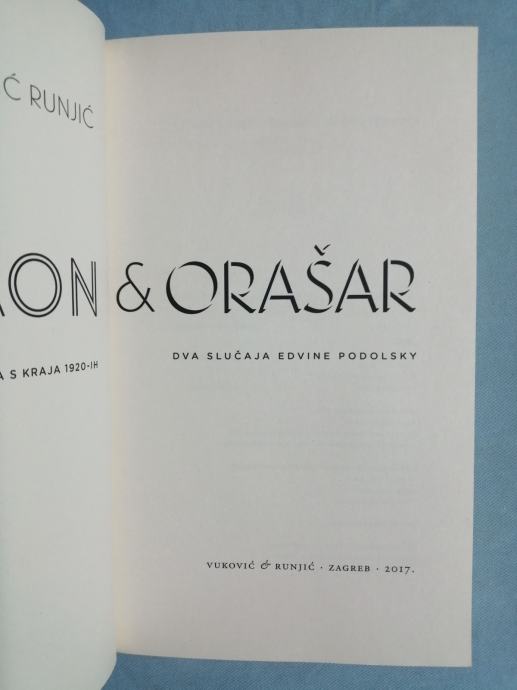 Ć RUNJIĆ
ON & ORAŠAR
A S KRAJA 1920-IH
DVA SLUČAJA EDVINE PODOLSKY
VUKOVIĆ & RUNJIĆ · ZAGREB · 2017.